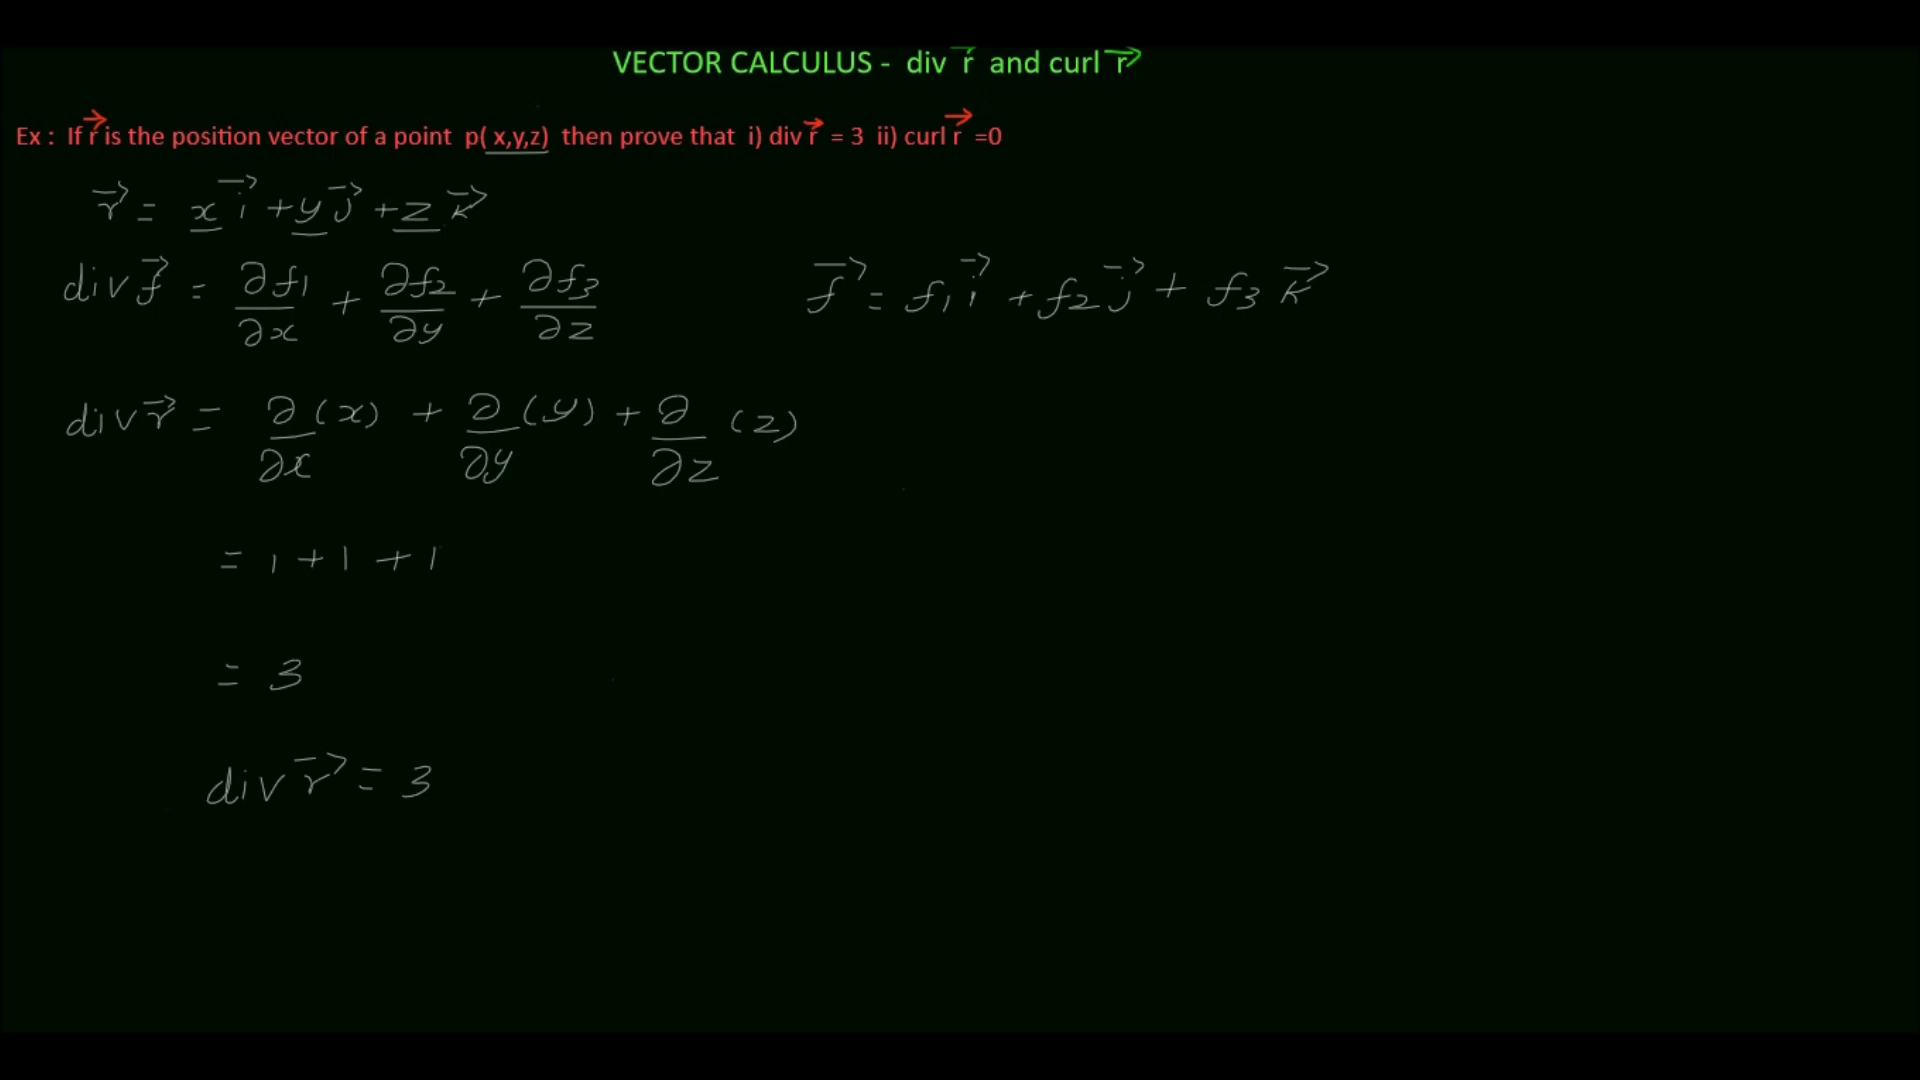 VECTOR CALCULUS - div r⃗ and curl r⃗
Ex : If r⃗ is the position vector of a point p( x,y,z) then prove that i) div r⃗ = 3 ii) curl r⃗ =0
r⃗ = x i⃗ + y j⃗ + z k⃗
div f⃗ = ∂f1/∂x + ∂f2/∂y + ∂f3/∂z f⃗ = f1 i⃗ + f2 j⃗ + f3 k⃗
div r⃗ = ∂/∂x (x) + ∂/∂y (y) + ∂/∂z (z)
= 1 + 1 + 1
= 3
div r⃗ = 3